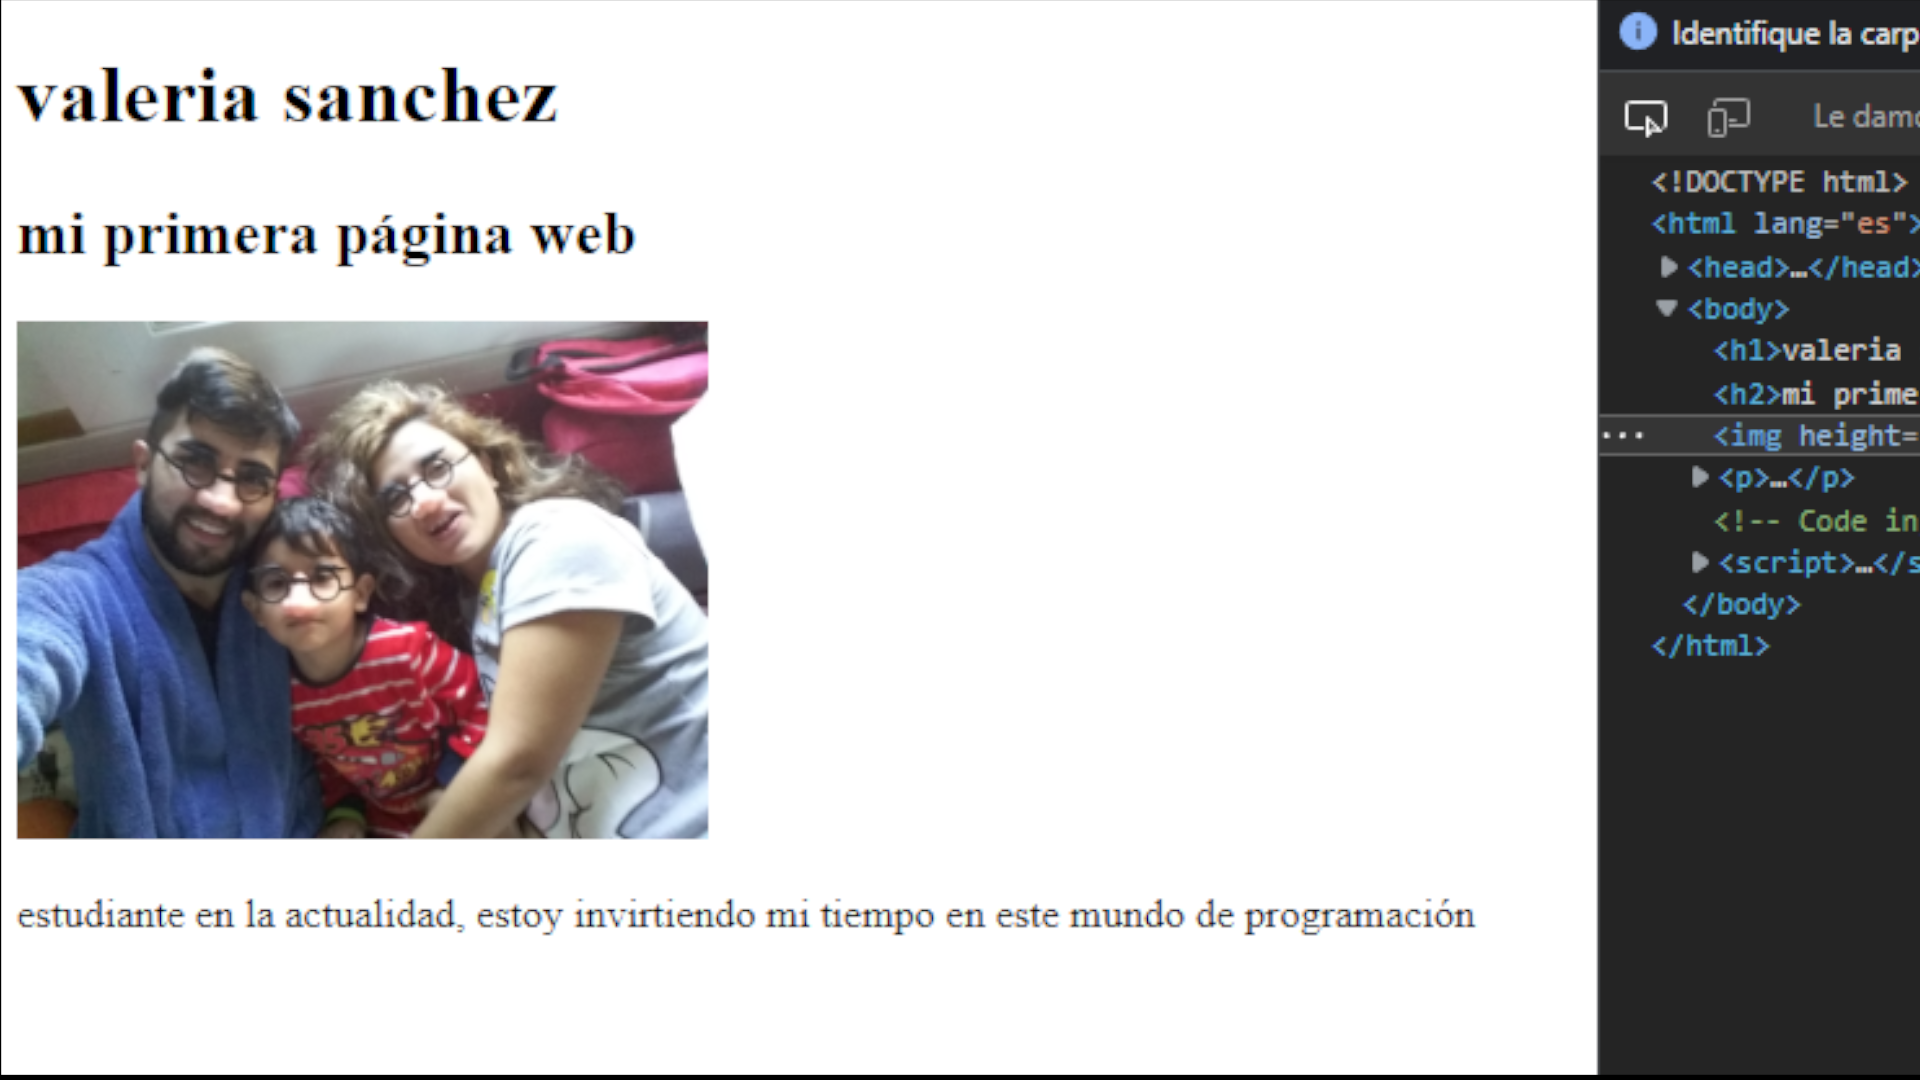 valeria sanchez
mi primera página web
estudiante en la actualidad, estoy invirtiendo mi tiempo en este mundo de programación
Identifique la carp
Le damo
<!DOCTYPE html>
<html lang="es">
<head>…</head>
<body>
<h1>valeria
<h2>mi prime
<img height=
<p>…</p>
<!-- Code in
<script>…</s
</body>
</html>